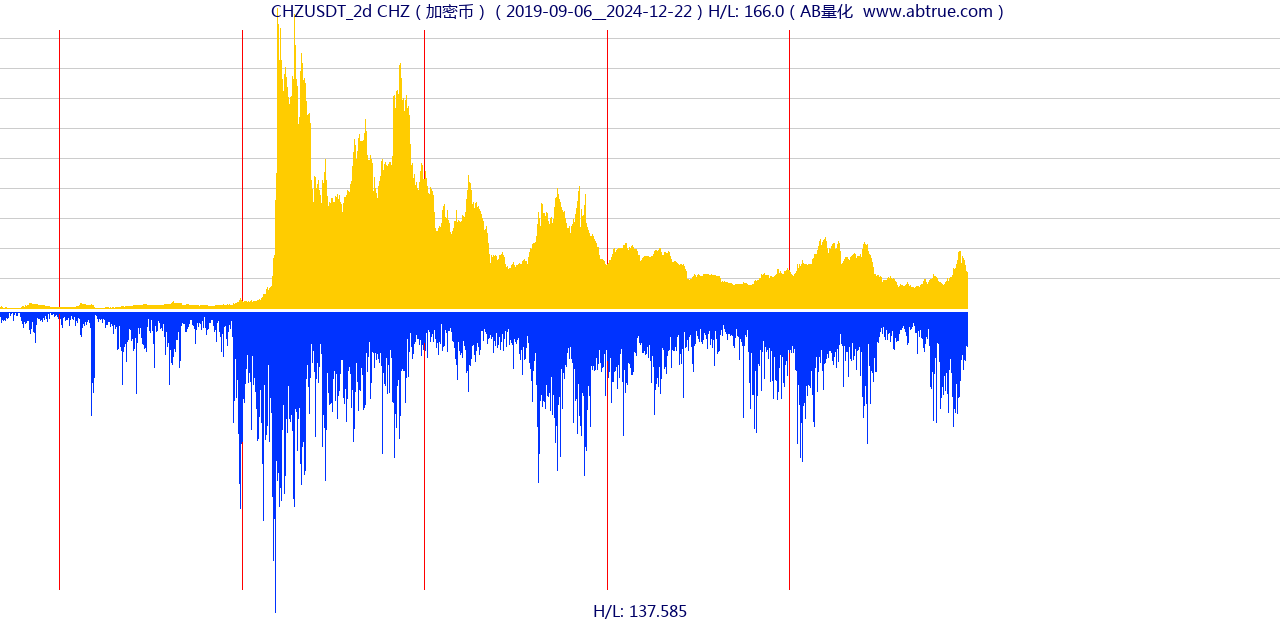 CHZUSDT_2d CHZ（加密币）（2019-09-06__2024-12-22）H/L: 166.0（AB量化 www.abtrue.com）
H/L: 137.585